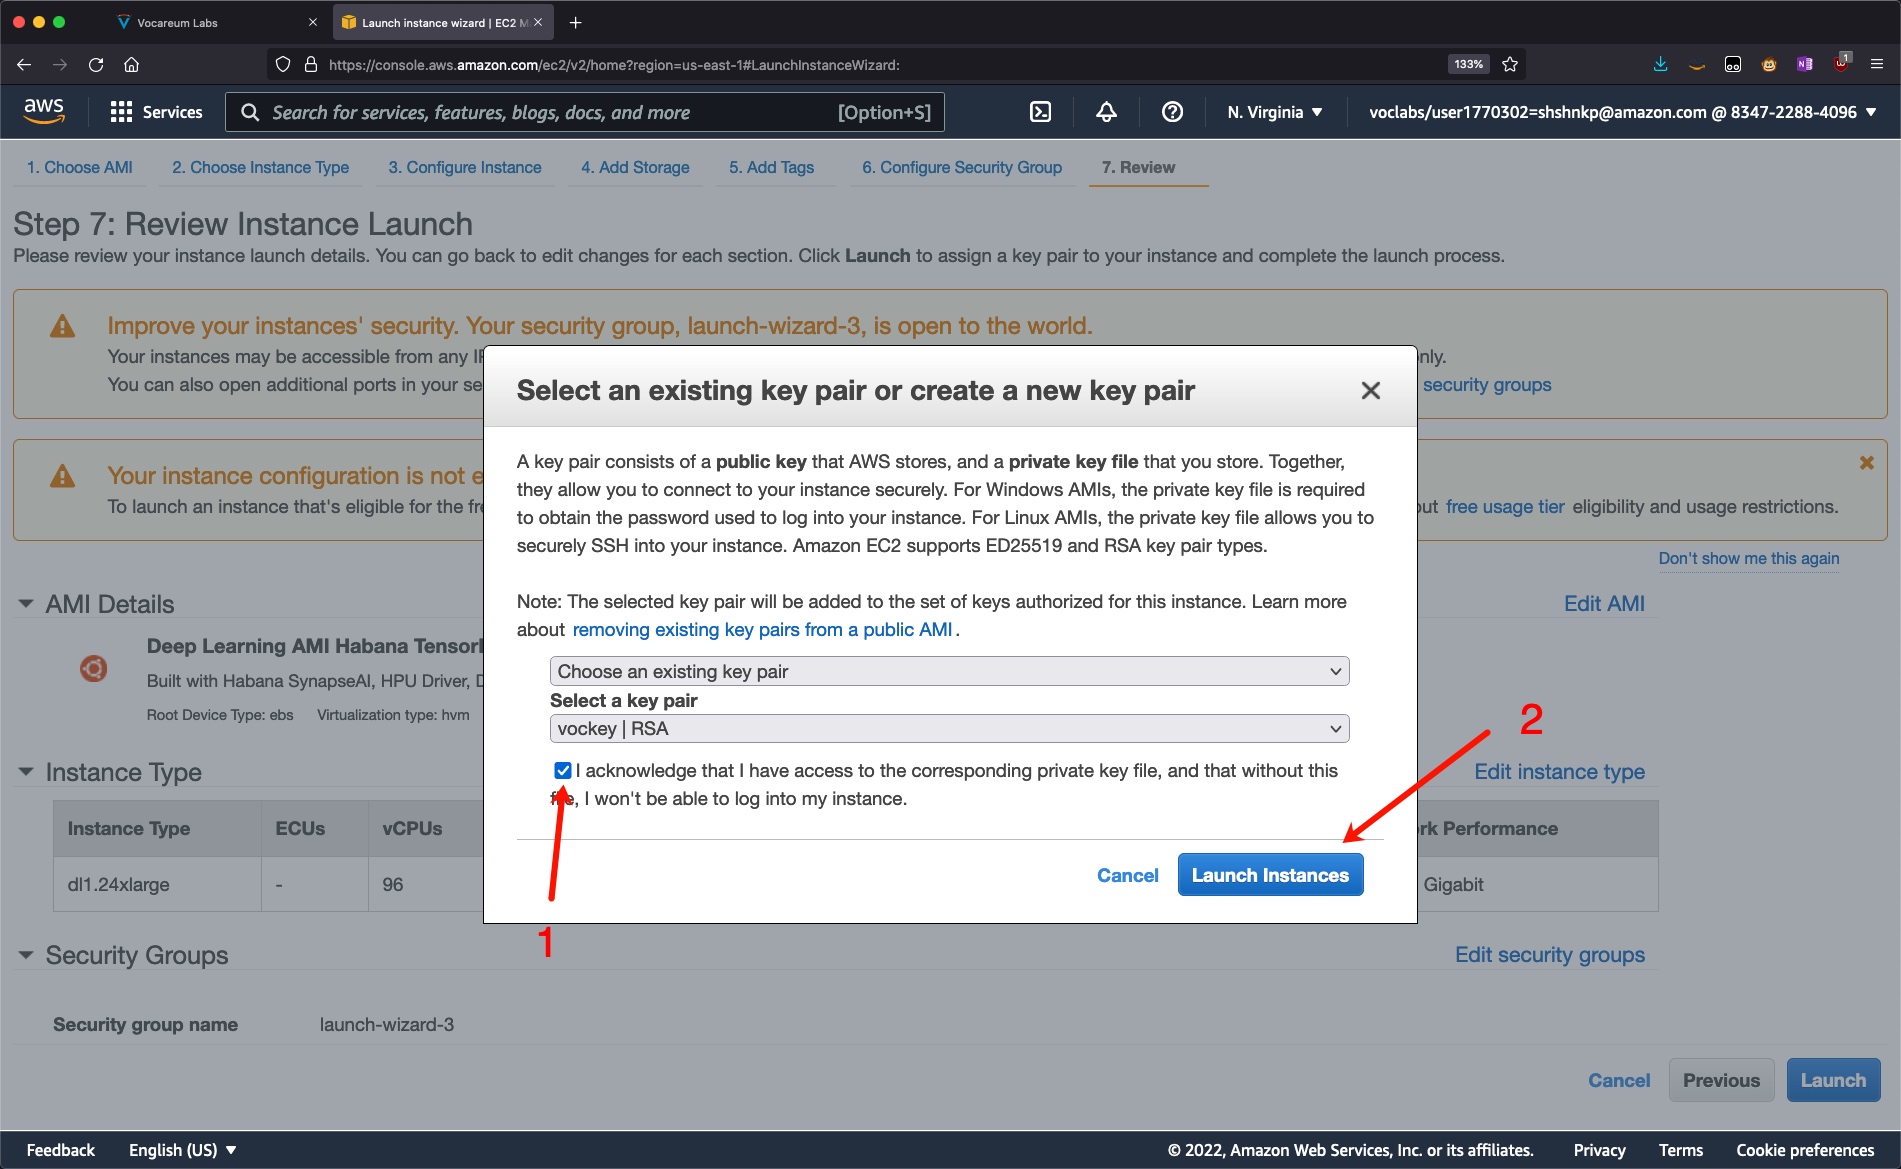 Vocareum Labs
Launch instance wizard | EC2 M
https://console.aws.amazon.com/ec2/v2/home?region=us-east-1#LaunchInstanceWizard:
133%
1
aws
Services
Search for services, features, blogs, docs, and more
[Option+S]
N. Virginia
voclabs/user1770302=shshnkp@amazon.com @ 8347-2288-4096
1. Choose AMI
2. Choose Instance Type
3. Configure Instance
4. Add Storage
5. Add Tags
6. Configure Security Group
7. Review
Step 7: Review Instance Launch
Please review your instance launch details. You can go back to edit changes for each section. Click Launch to assign a key pair to your instance and complete the launch process.
Improve your instances' security. Your security group, launch-wizard-3, is open to the world.
Your instances may be accessible from any
You can also open additional ports in your se
security groups
Your instance configuration is not e
To launch an instance that's eligible for the fre
free usage tier eligibility and usage restrictions.
Don't show me this again
Select an existing key pair or create a new key pair
A key pair consists of a public key that AWS stores, and a private key file that you store. Together,
they allow you to connect to your instance securely. For Windows AMIs, the private key file is required
to obtain the password used to log into your instance. For Linux AMIs, the private key file allows you to
securely SSH into your instance. Amazon EC2 supports ED25519 and RSA key pair types.
Note: The selected key pair will be added to the set of keys authorized for this instance. Learn more
about removing existing key pairs from a public AMI.
Choose an existing key pair
Select a key pair
vockey | RSA
I acknowledge that I have access to the corresponding private key file, and that without this
file, I won't be able to log into my instance.
Cancel
Launch Instances
1
2
AMI Details
Edit AMI
Deep Learning AMI Habana Tensorl
Built with Habana SynapseAI, HPU Driver, D
Root Device Type: ebs
Virtualization type: hvm
Instance Type
Edit instance type
Instance Type
ECUs
vCPUs
rk Performance
dl1.24xlarge
-
96
Gigabit
Security Groups
Edit security groups
Security group name
launch-wizard-3
Cancel
Previous
Launch
Feedback
English (US)
© 2022, Amazon Web Services, Inc. or its affiliates.
Privacy
Terms
Cookie preferences